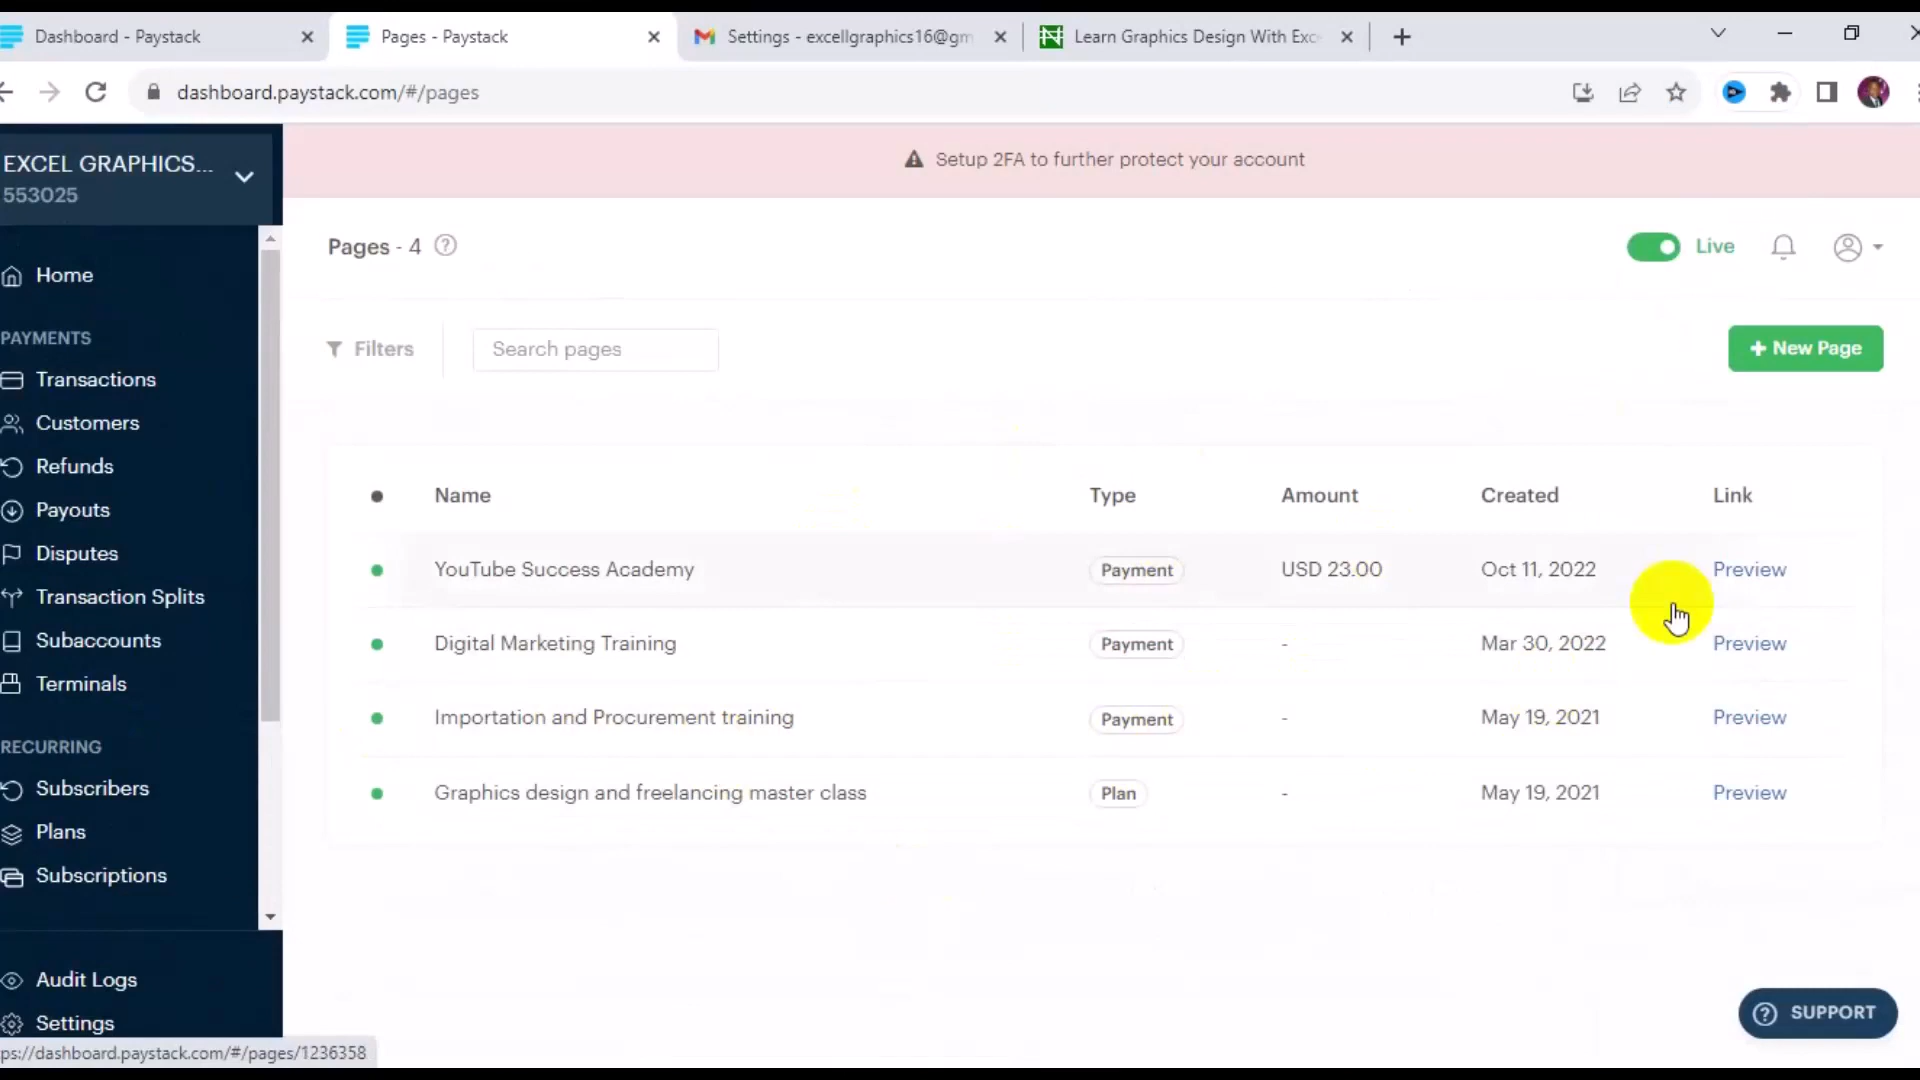 Dashboard - Paystack
Pages - Paystack
Settings - excellgraphics16@gm
Learn Graphics Design With Exc
dashboard.paystack.com/#/pages
EXCEL GRAPHICS...
553025
Setup 2FA to further protect your account
Pages - 4
Live
Home
Filters
Search pages
+ New Page
PAYMENTS
Transactions
Customers
Refunds
Payouts
Disputes
Transaction Splits
Subaccounts
Terminals
RECURRING
Subscribers
Plans
Subscriptions
Audit Logs
Settings
Name Type Amount Created Link
YouTube Success Academy Payment USD 23.00 Oct 11, 2022 Preview
Digital Marketing Training Payment - Mar 30, 2022 Preview
Importation and Procurement training Payment - May 19, 2021 Preview
Graphics design and freelancing master class Plan - May 19, 2021 Preview
SUPPORT
ps://dashboard.paystack.com/#/pages/1236358